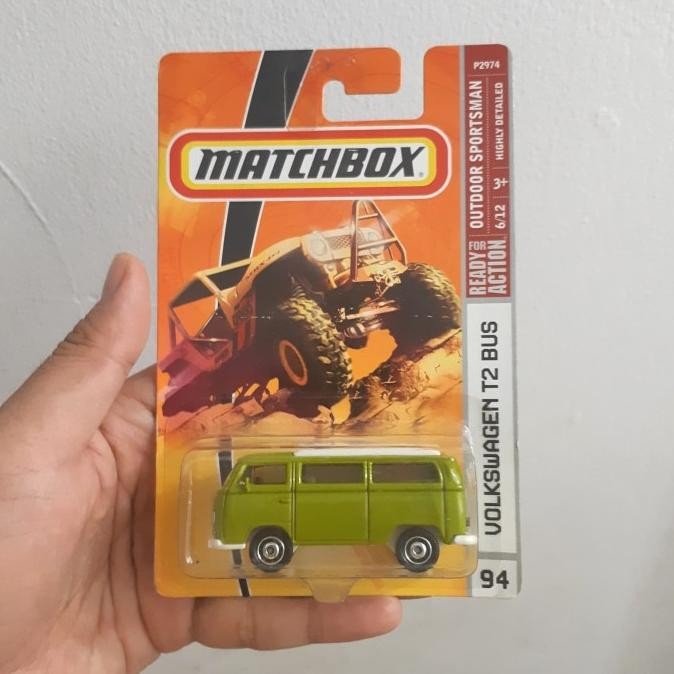 P2974
MATCHBOX®
OUTDOOR SPORTSMAN
HIGHLY DETAILED
6/12 3+
READY FOR
ACTION
VOLKSWAGEN T2 BUS
94